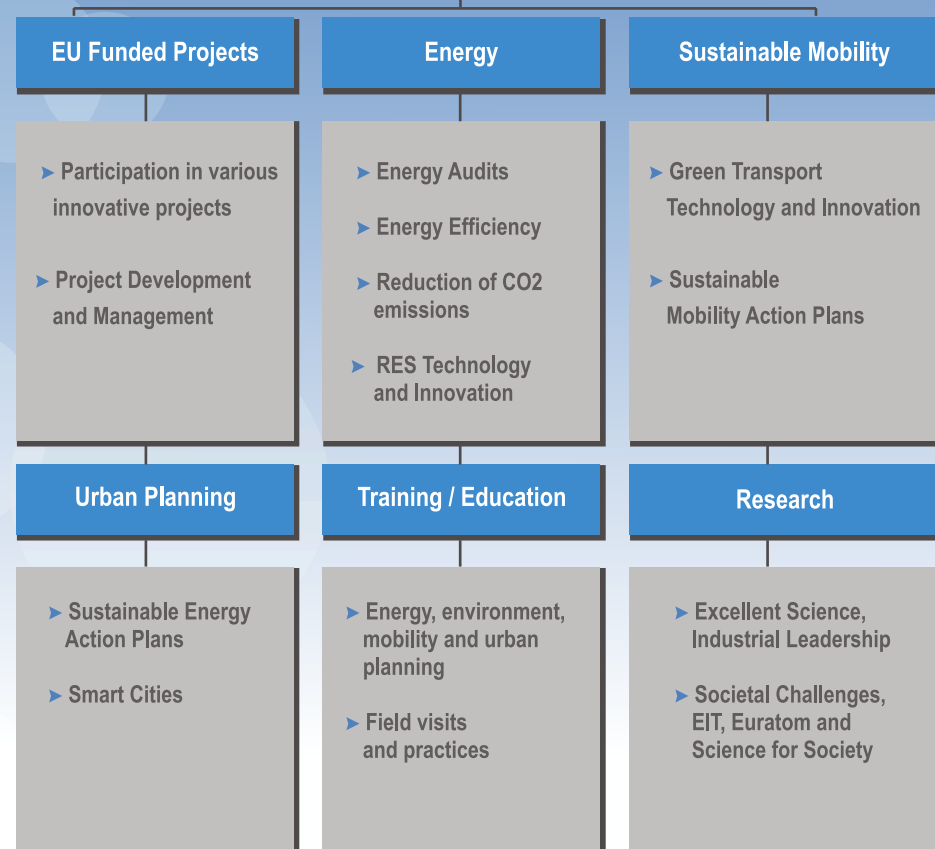 EU Funded Projects
➤ Participation in various
innovative projects
➤ Project Development
and Management
Energy
➤ Energy Audits
➤ Energy Efficiency
➤ Reduction of CO2
emissions
➤ RES Technology
and Innovation
Sustainable Mobility
➤ Green Transport
Technology and Innovation
➤ Sustainable
Mobility Action Plans
Urban Planning
➤ Sustainable Energy
Action Plans
➤ Smart Cities
Training / Education
➤ Energy, environment,
mobility and urban
planning
➤ Field visits
and practices
Research
➤ Excellent Science,
Industrial Leadership
➤ Societal Challenges,
EIT, Euratom and
Science for Society